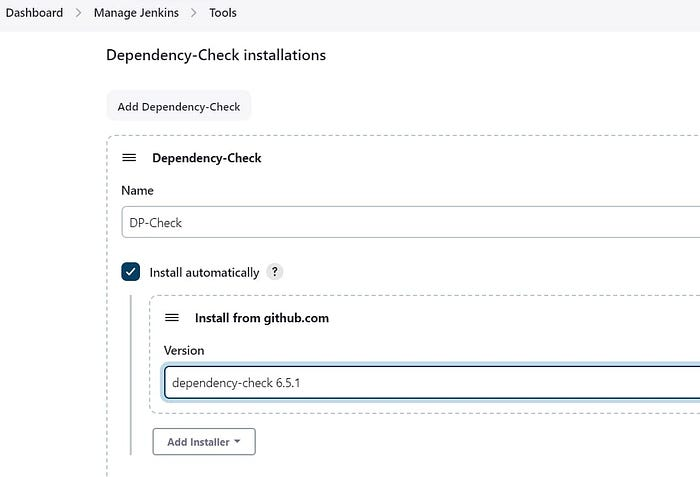 Dashboard > Manage Jenkins > Tools
Dependency-Check installations
Add Dependency-Check
Dependency-Check
Name
DP-Check
Install automatically ?
Install from github.com
Version
dependency-check 6.5.1
Add Installer